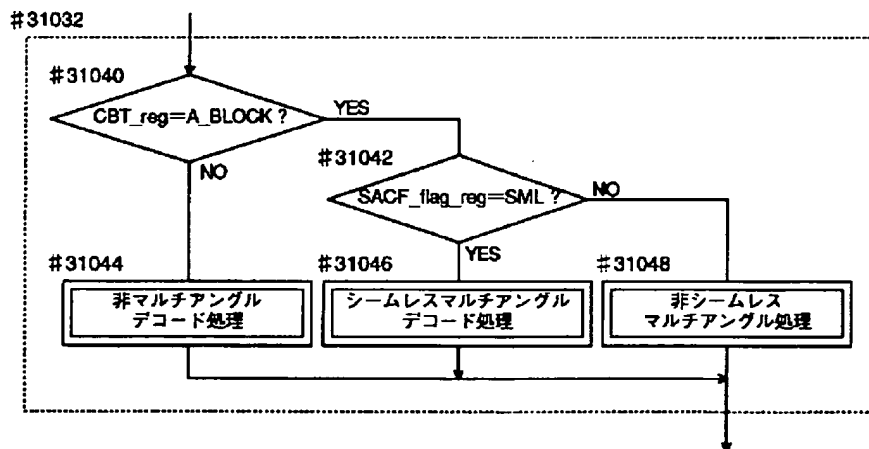 #31032
#31040
CBT_reg=A_BLOCK?
YES
NO
#31042
SACF_flag_reg=SML?
NO
YES
#31044
非マルチアングル
デコード処理
#31046
シームレスマルチアングル
デコード処理
#31048
非シームレス
マルチアングル処理